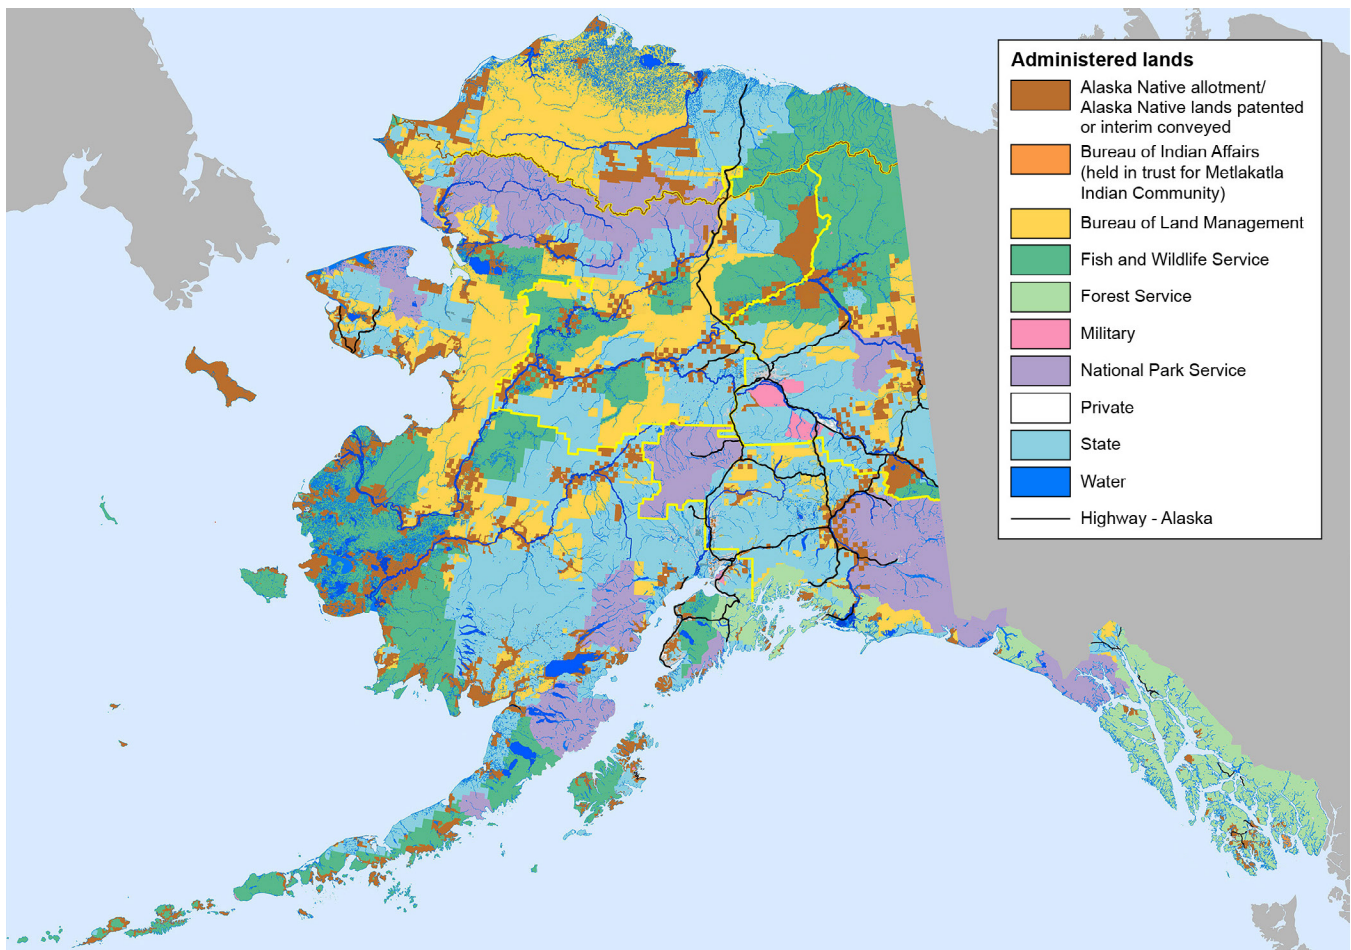 Administered lands
Alaska Native allotment/
Alaska Native lands patented
or interim conveyed
Bureau of Indian Affairs
(held in trust for Metlakatla
Indian Community)
Bureau of Land Management
Fish and Wildlife Service
Forest Service
Military
National Park Service
Private
State
Water
Highway - Alaska